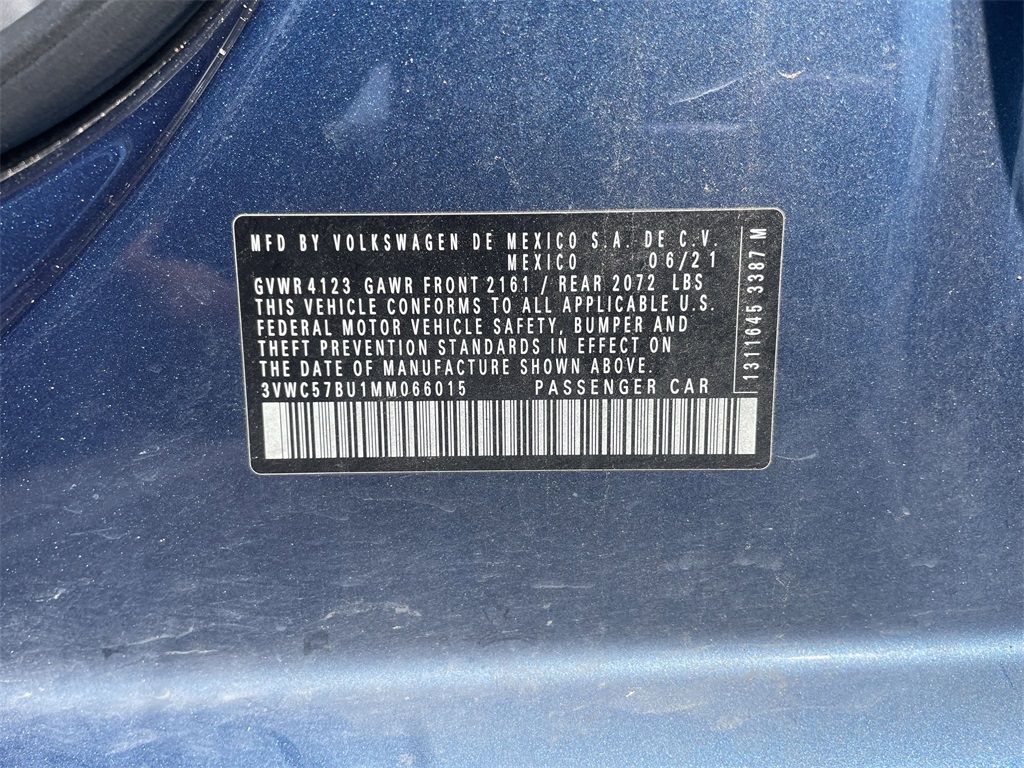 MFD BY VOLKSWAGEN DE MEXICO S.A. DE C.V.
MEXICO 06/21
GVWR 4123 GAWR FRONT 2161 / REAR 2072 LBS
THIS VEHICLE CONFORMS TO ALL APPLICABLE U.S.
FEDERAL MOTOR VEHICLE SAFETY, BUMPER AND
THEFT PREVENTION STANDARDS IN EFFECT ON
THE DATE OF MANUFACTURE SHOWN ABOVE.
3VWC57BU1MM066015 PASSENGER CAR
1311645 3387 M